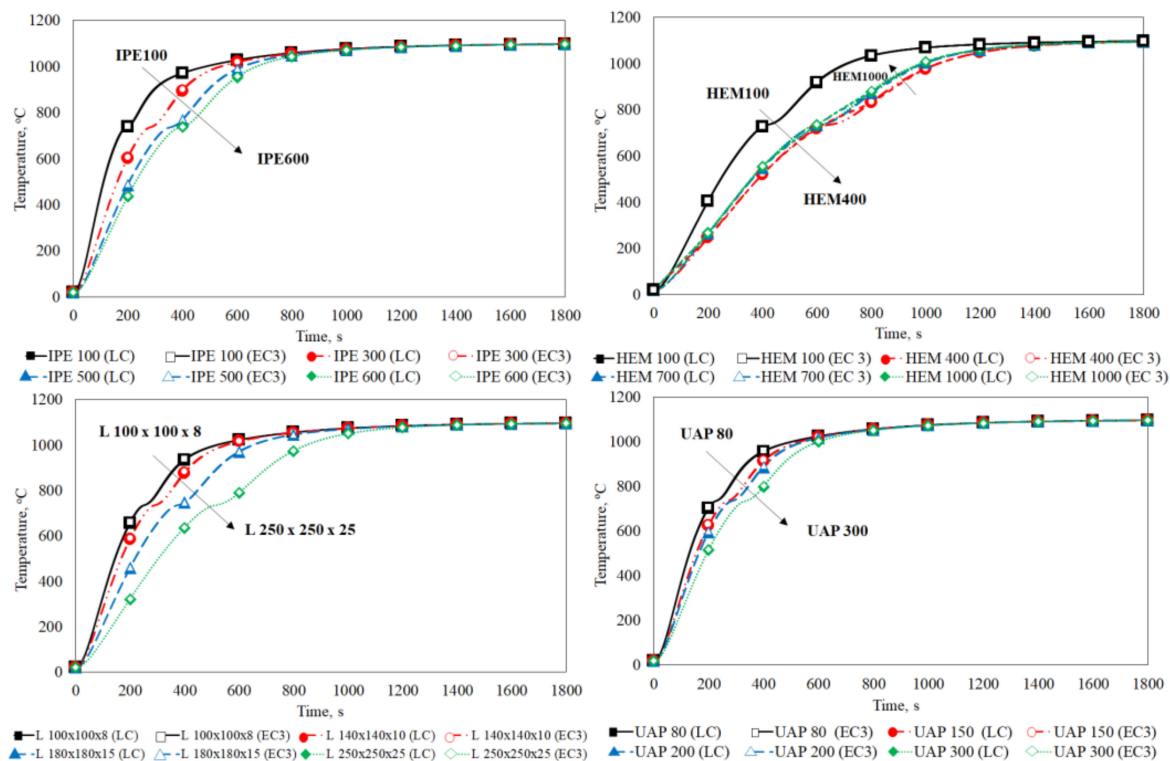 1200
1000
800
600
400
200
0
Temperature, °C
IPE100
IPE600
0 200 400 600 800 1000 1200 1400 1600 1800
Time, s
IPE 100 (LC) IPE 100 (EC3) IPE 300 (LC) IPE 300 (EC3)
IPE 500 (LC) IPE 500 (EC3) IPE 600 (LC) IPE 600 (EC3)
1200
1000
800
600
400
200
0
Temperature, °C
HEM1000
HEM100
HEM400
0 200 400 600 800 1000 1200 1400 1600 1800
Time, s
HEM 100 (LC) HEM 100 (EC 3) HEM 400 (LC) HEM 400 (EC 3)
HEM 700 (LC) HEM 700 (EC 3) HEM 1000 (LC) HEM 1000 (EC 3)
1200
1000
800
600
400
200
0
Temperature, °C
L 100 x 100 x 8
L 250 x 250 x 25
0 200 400 600 800 1000 1200 1400 1600 1800
Time, s
L 100x100x8 (LC) L 100x100x8 (EC3) L 140x140x10 (LC) L 140x140x10 (EC3)
L 180x180x15 (LC) L 180x180x15 (EC3) L 250x250x25 (LC) L 250x250x25 (EC3)
1200
1000
800
600
400
200
0
Temperature, °C
UAP 80
UAP 300
0 200 400 600 800 1000 1200 1400 1600 1800
Time, s
UAP 80 (LC) UAP 80 (EC3) UAP 150 (LC) UAP 150 (EC3)
UAP 200 (LC) UAP 200 (EC3) UAP 300 (LC) UAP 300 (EC3)